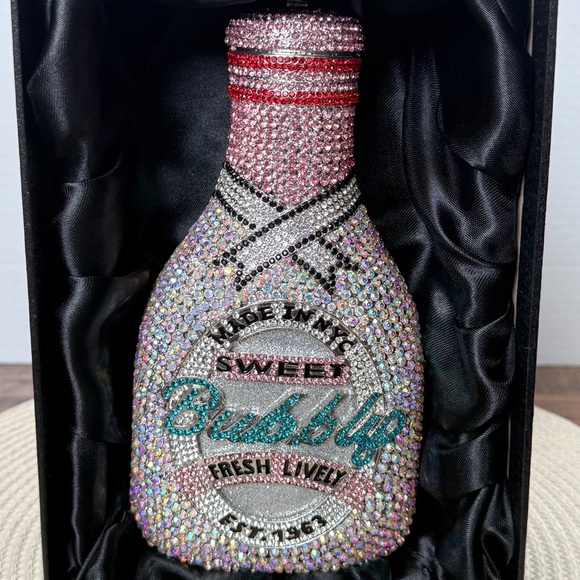 MADE IN NYC
SWEET
Bubbly
FRESH LIVELY
EST. 1963